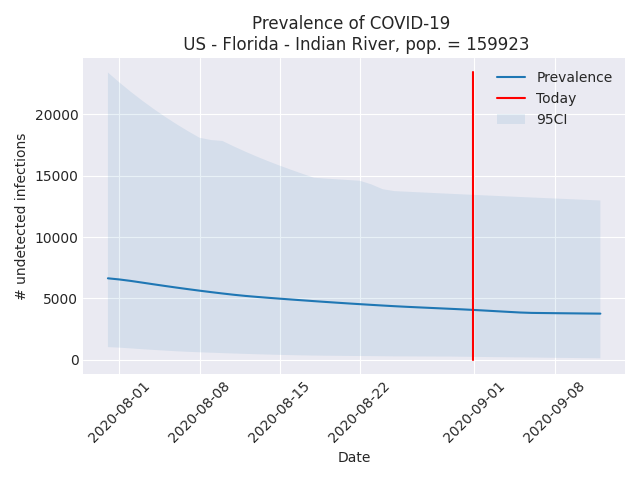 Prevalence of COVID-19
US - Florida - Indian River, pop. = 159923
Prevalence
Today
95CI
# undetected infections
20000
15000
10000
5000
0
2020-08-01
2020-08-08
2020-08-15
2020-08-22
2020-09-01
2020-09-08
Date